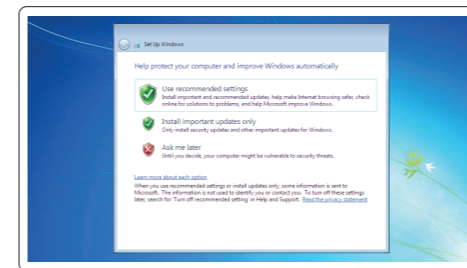 Set Up Windows
Help protect your computer and improve Windows automatically
Use recommended settings
Install important and recommended updates, help make Internet browsing safer, check
online for solutions to problems, and help Microsoft improve Windows.
Install important updates only
Only install security updates and other important updates for Windows.
Ask me later
Until you decide, your computer might be vulnerable to security threats.
Learn more about each option
When you use recommended settings or install updates only, some information is sent to
Microsoft. The information is not used to identify you or contact you. To turn off these settings
later, search for 'Turn off recommended setting' in Help and Support. Read the privacy statement